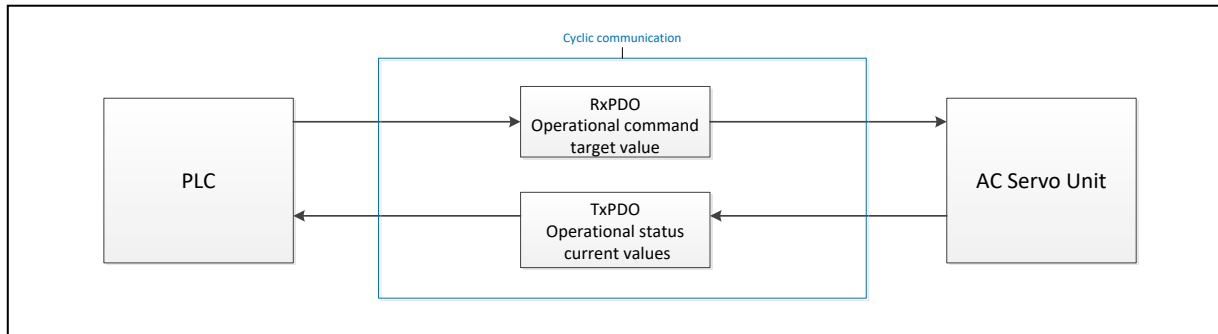 Cyclic communication
PLC
RxPDO
Operational command
target value
TxPDO
Operational status
current values
AC Servo Unit